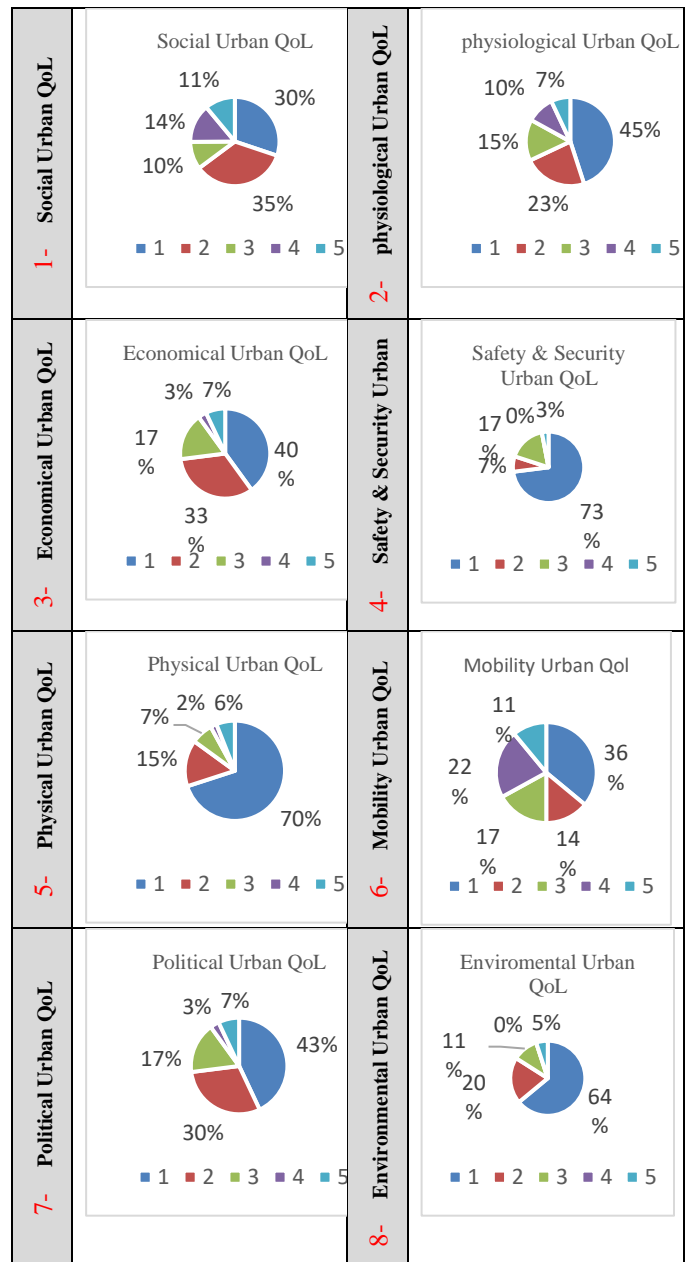 1- Social Urban QoL
Social Urban QoL
11%
30%
14%
10%
35%
1 2 3 4 5
2- physiological Urban QoL
physiological Urban QoL
10%
7%
45%
15%
23%
1 2 3 4 5
3- Economical Urban QoL
Economical Urban QoL
3%
7%
17
%
40
%
33
%
1 2 3 4 5
4- Safety & Security Urban
Safety & Security
Urban QoL
17
%
0%
3%
7%
73
%
1 2 3 4 5
5- Physical Urban QoL
Physical Urban QoL
2%
6%
7%
15%
70%
1 2 3 4 5
6- Mobility Urban QoL
Mobility Urban Qol
11
%
36
%
22
%
17
%
14
%
1 2 3 4 5
7- Political Urban QoL
Political Urban QoL
3%
7%
17%
43%
30%
1 2 3 4 5
8- Environmental Urban QoL
Enviromental Urban
QoL
0%
5%
11
%
20
%
64
%
1 2 3 4 5